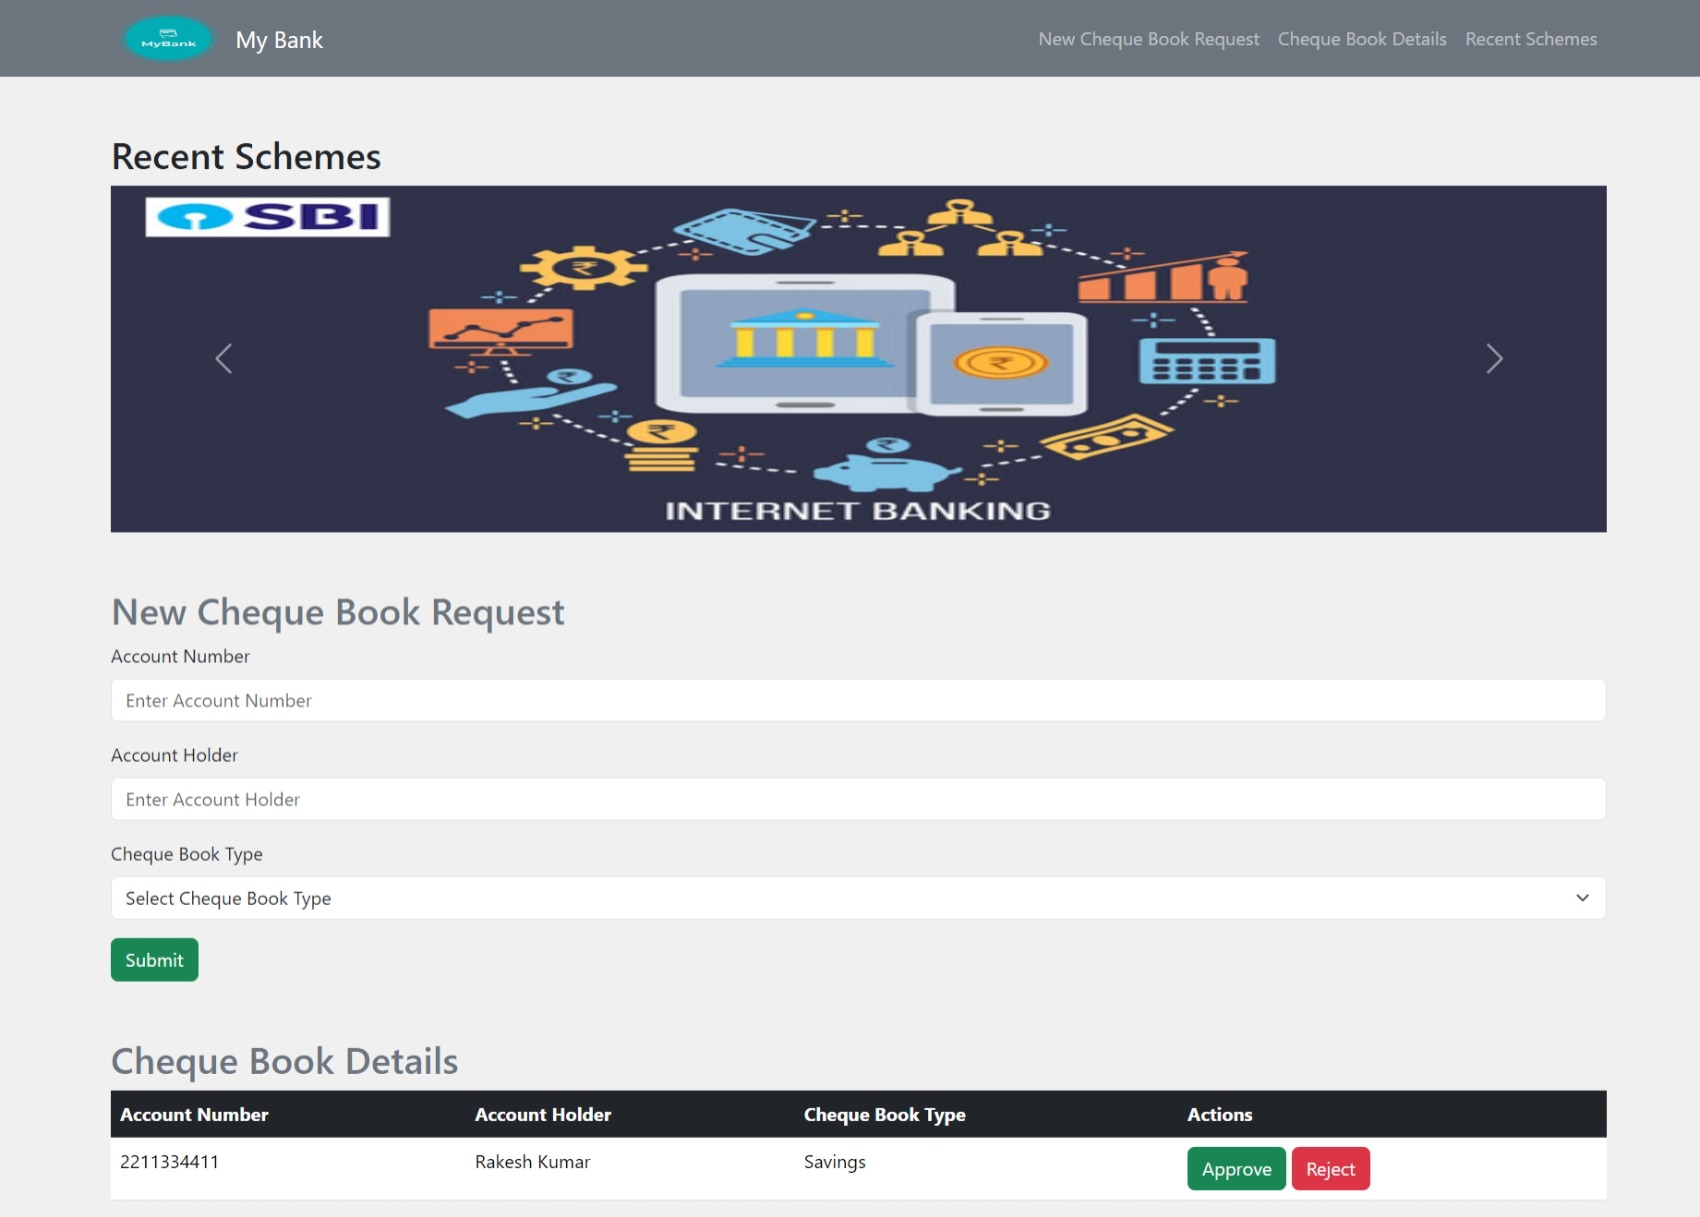 MyBank
My Bank
New Cheque Book Request Cheque Book Details Recent Schemes
Recent Schemes
SBI
₹
₹
₹
₹
₹
INTERNET BANKING
New Cheque Book Request
Account Number
Enter Account Number
Account Holder
Enter Account Holder
Cheque Book Type
Select Cheque Book Type
Submit
Cheque Book Details
Account Number Account Holder Cheque Book Type Actions
2211334411 Rakesh Kumar Savings Approve Reject